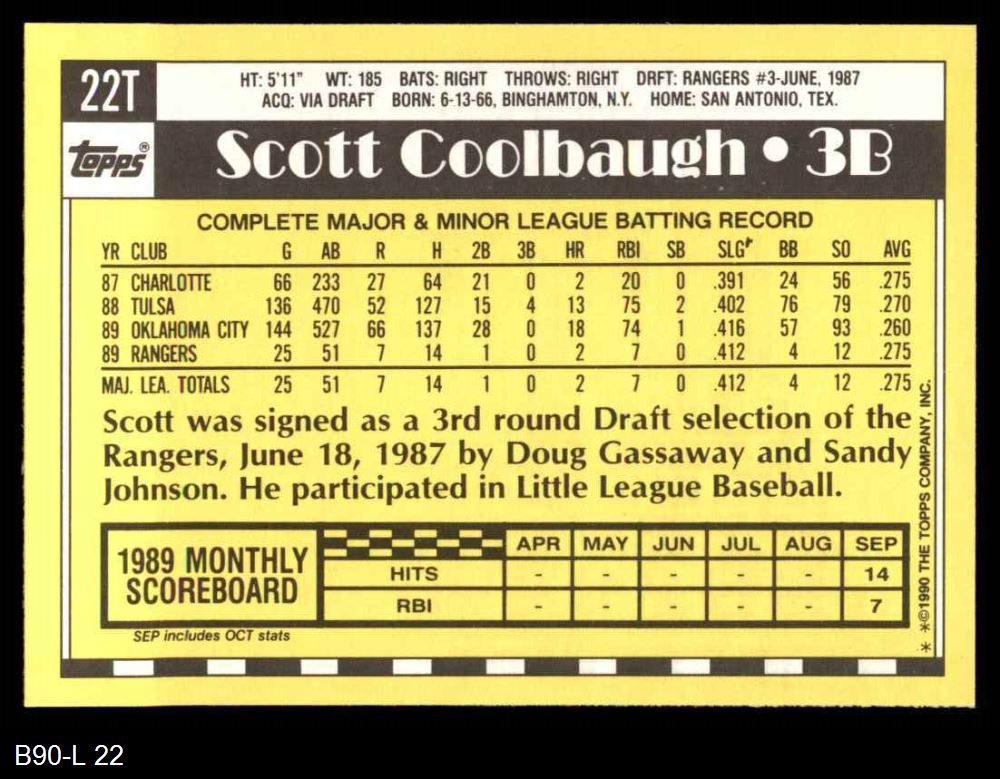 22T
HT: 5'11" WT: 185 BATS: RIGHT THROWS: RIGHT DRFT: RANGERS #3-JUNE, 1987
ACQ: VIA DRAFT BORN: 6-13-66, BINGHAMTON, N.Y. HOME: SAN ANTONIO, TEX.
topps®
Scott Coolbaugh • 3B
COMPLETE MAJOR & MINOR LEAGUE BATTING RECORD
YR CLUB G AB R H 2B 3B HR RBI SB SLG BB SO AVG
87 CHARLOTTE 66 233 27 64 21 0 2 20 0 .391 24 56 .275
88 TULSA 136 470 52 127 15 4 13 75 2 .402 76 79 .270
89 OKLAHOMA CITY 144 527 66 137 28 0 18 74 1 .416 57 93 .260
89 RANGERS 25 51 7 14 1 0 2 7 0 .412 4 12 .275
MAJ. LEA. TOTALS 25 51 7 14 1 0 2 7 0 .412 4 12 .275
Scott was signed as a 3rd round Draft selection of the
Rangers, June 18, 1987 by Doug Gassaway and Sandy
Johnson. He participated in Little League Baseball.
1989 MONTHLY
SCOREBOARD
APR MAY JUN JUL AUG SEP
HITS - - - - - 14
RBI - - - - - 7
SEP includes OCT stats
* *©1990 THE TOPPS COMPANY, INC.
B90-L 22